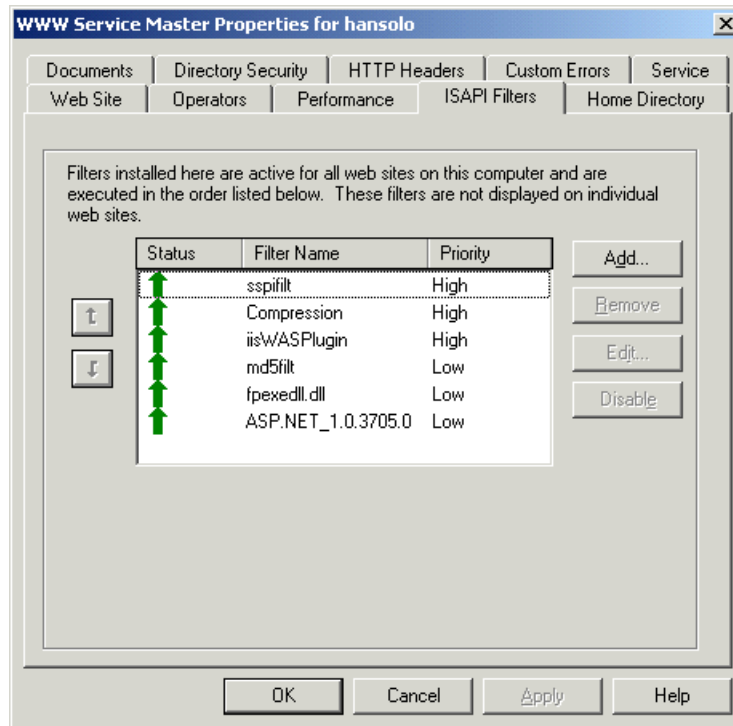 WWW Service Master Properties for hansolo
Documents Directory Security HTTP Headers Custom Errors Service
Web Site Operators Performance ISAPI Filters Home Directory
Filters installed here are active for all web sites on this computer and are
executed in the order listed below. These filters are not displayed on individual
web sites.
Status Filter Name Priority
sspifilt High
Compression High
iisWASPlugin High
md5filt Low
fpexedll.dll Low
ASP.NET_1.0.3705.0 Low
Add...
Remove
Edit...
Disable
OK Cancel Apply Help